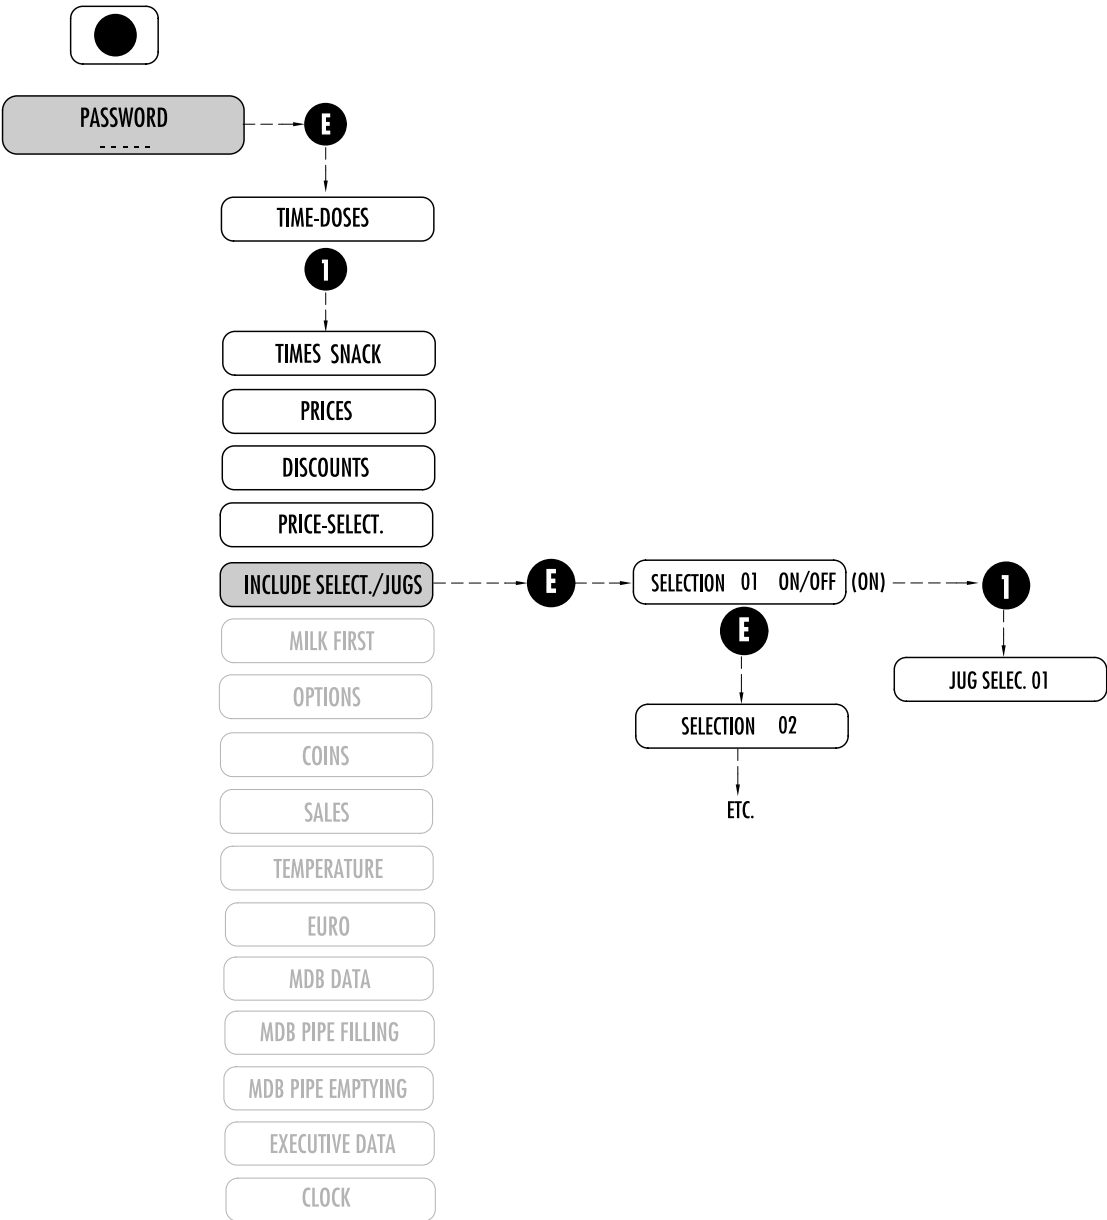 PASSWORD
- - - - -
E
TIME-DOSES
1
TIMES SNACK
PRICES
DISCOUNTS
PRICE-SELECT.
INCLUDE SELECT./JUGS
E
SELECTION 01 ON/OFF (ON)
1
E
JUG SELEC. 01
SELECTION 02
ETC.
MILK FIRST
OPTIONS
COINS
SALES
TEMPERATURE
EURO
MDB DATA
MDB PIPE FILLING
MDB PIPE EMPTYING
EXECUTIVE DATA
CLOCK